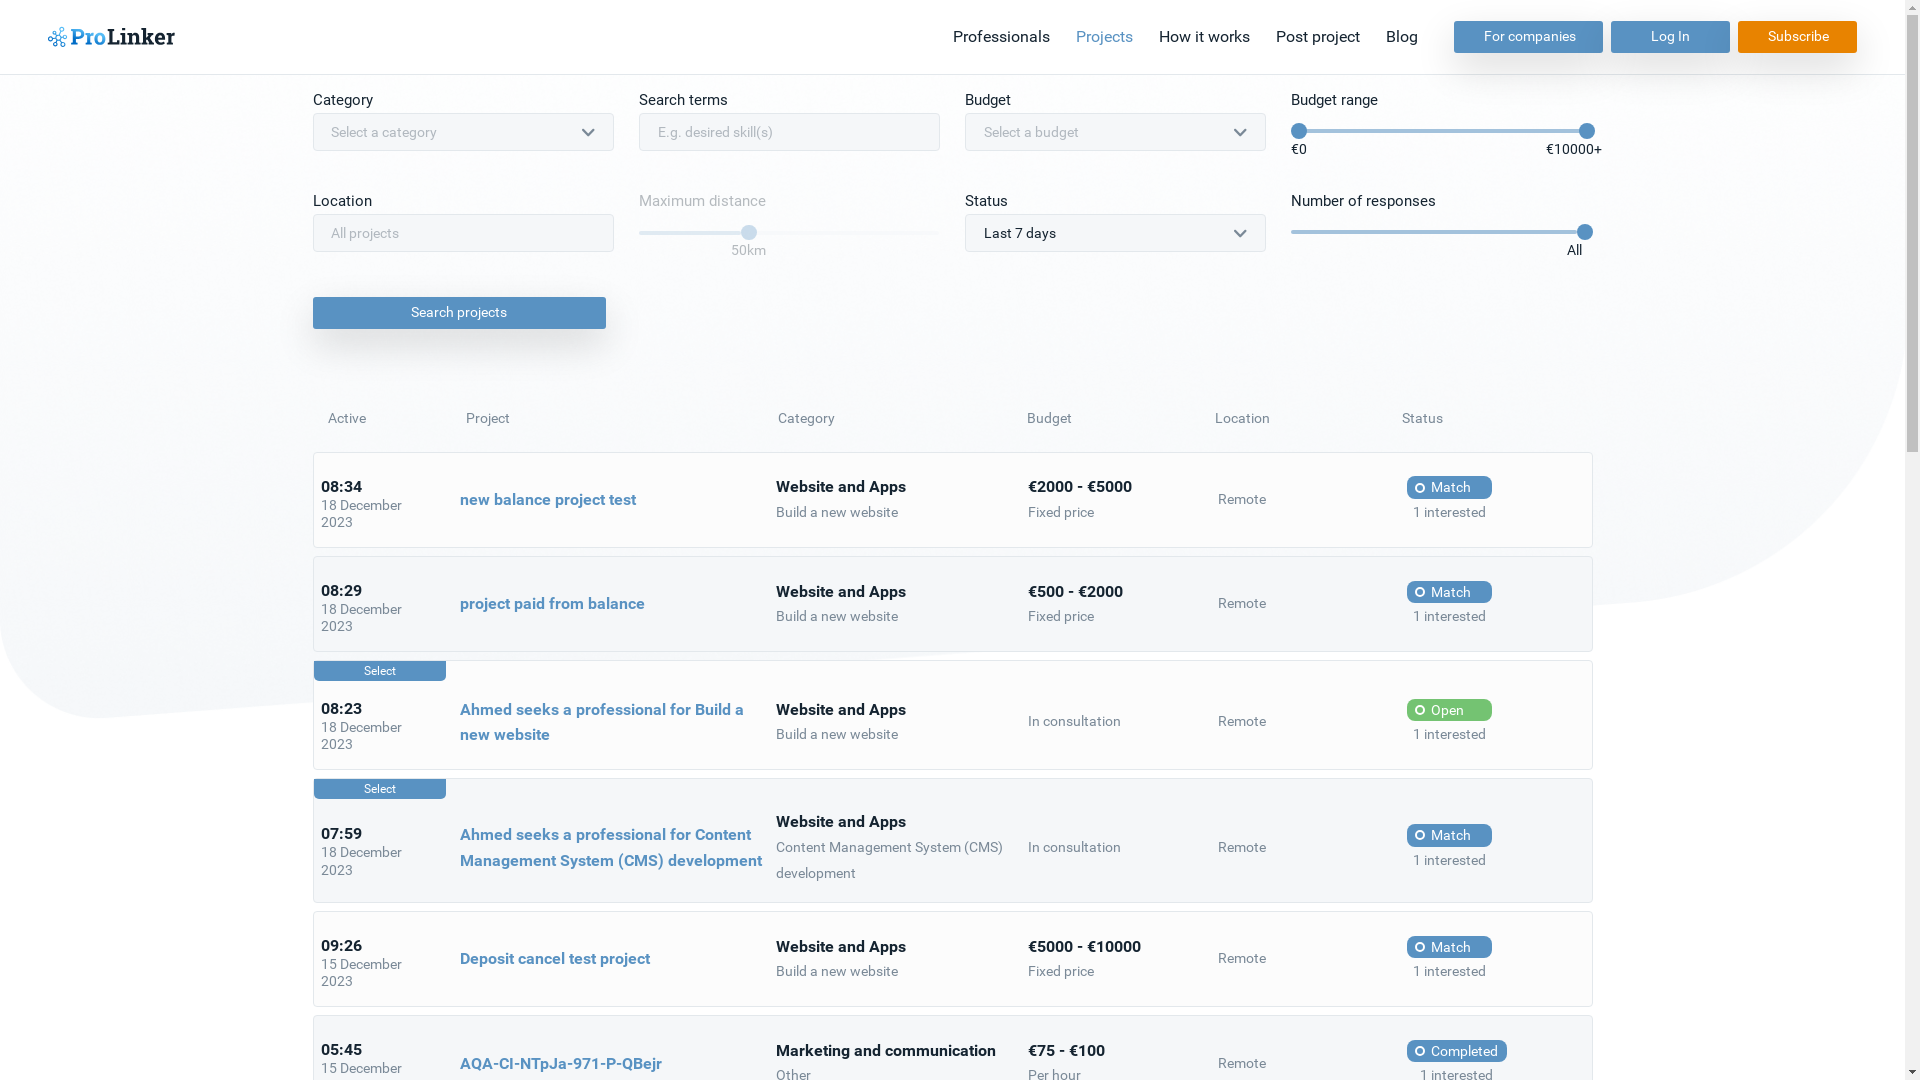 ProLinker
Professionals
Projects
How it works
Post project
Blog
For companies
Log In
Subscribe
Category
Search terms
Budget
Budget range
Select a category
E.g. desired skill(s)
Select a budget
€0
€10000+
Location
Maximum distance
Status
Number of responses
All projects
50km
Last 7 days
All
Search projects
Active
Project
Category
Budget
Location
Status
08:34
18 December
2023
new balance project test
Website and Apps
Build a new website
€2000 - €5000
Fixed price
Remote
Match
1 interested
08:29
18 December
2023
project paid from balance
Website and Apps
Build a new website
€500 - €2000
Fixed price
Remote
Match
1 interested
Select
08:23
18 December
2023
Ahmed seeks a professional for Build a
new website
Website and Apps
Build a new website
In consultation
Remote
Open
1 interested
Select
07:59
18 December
2023
Ahmed seeks a professional for Content
Management System (CMS) development
Website and Apps
Content Management System (CMS)
development
In consultation
Remote
Match
1 interested
09:26
15 December
2023
Deposit cancel test project
Website and Apps
Build a new website
€5000 - €10000
Fixed price
Remote
Match
1 interested
05:45
15 December
AQA-CI-NTpJa-971-P-QBejr
Marketing and communication
Other
€75 - €100
Per hour
Remote
Completed
1 interested